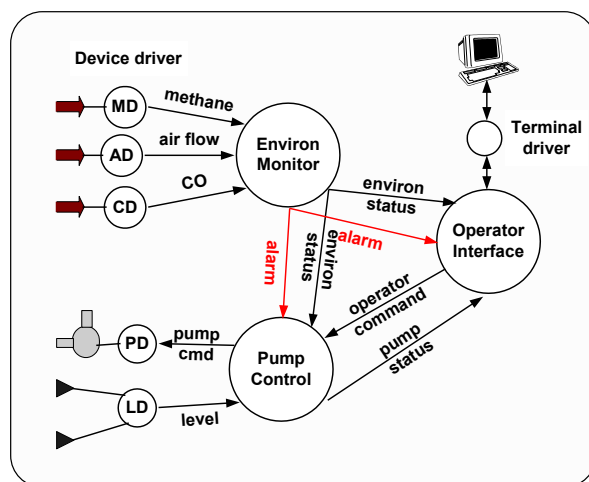 Device driver
MD
methane
AD
air flow
CD
CO
Environ
Monitor
Terminal
driver
environ
status
alarm
alarm
environ
status
Operator
Interface
operator
command
pump
status
PD
pump
cmd
Pump
Control
LD
level